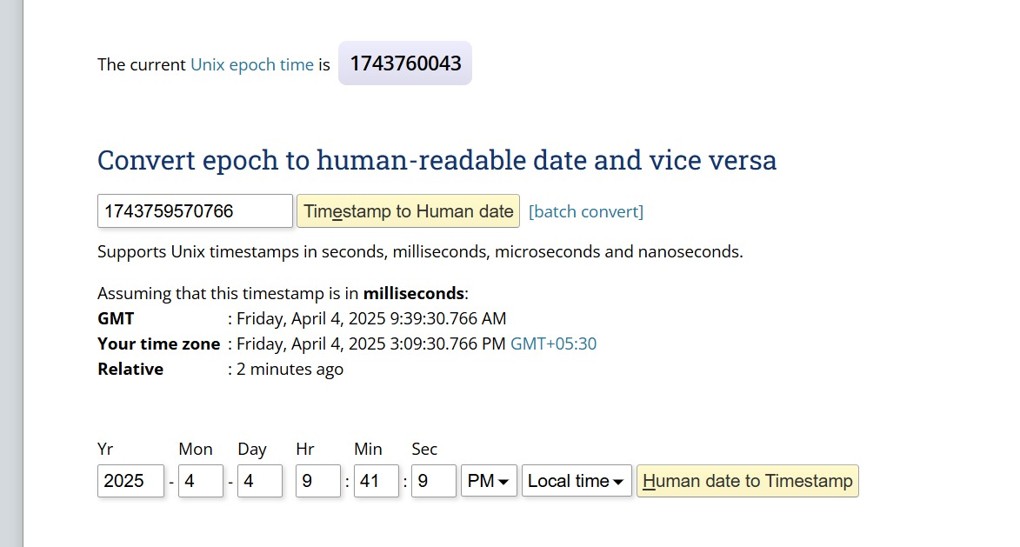 The current Unix epoch time is 1743760043
Convert epoch to human-readable date and vice versa
1743759570766 Timestamp to Human date [batch convert]
Supports Unix timestamps in seconds, milliseconds, microseconds and nanoseconds.
Assuming that this timestamp is in milliseconds:
GMT : Friday, April 4, 2025 9:39:30.766 AM
Your time zone : Friday, April 4, 2025 3:09:30.766 PM GMT+05:30
Relative : 2 minutes ago
Yr Mon Day Hr Min Sec
2025 - 4 - 4 9 : 41 : 9 PM Local time Human date to Timestamp